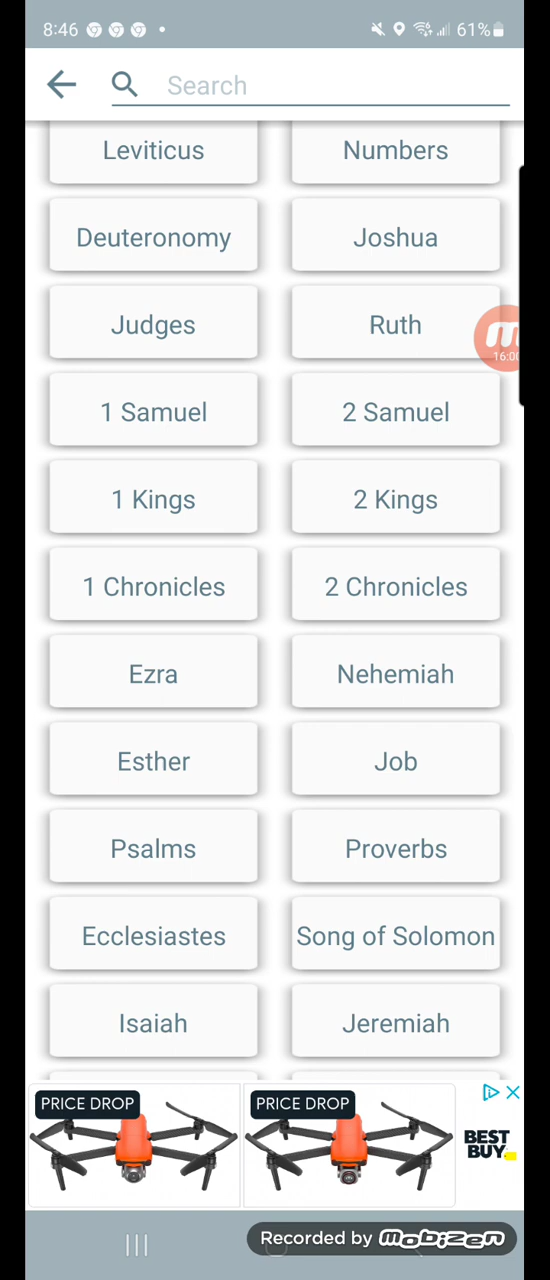 8:46 61%
Search
Leviticus Numbers
Deuteronomy Joshua
Judges Ruth
16:00
1 Samuel 2 Samuel
1 Kings 2 Kings
1 Chronicles 2 Chronicles
Ezra Nehemiah
Esther Job
Psalms Proverbs
Ecclesiastes Song of Solomon
Isaiah Jeremiah
PRICE DROP PRICE DROP
BEST
BUY
Recorded by mobizen